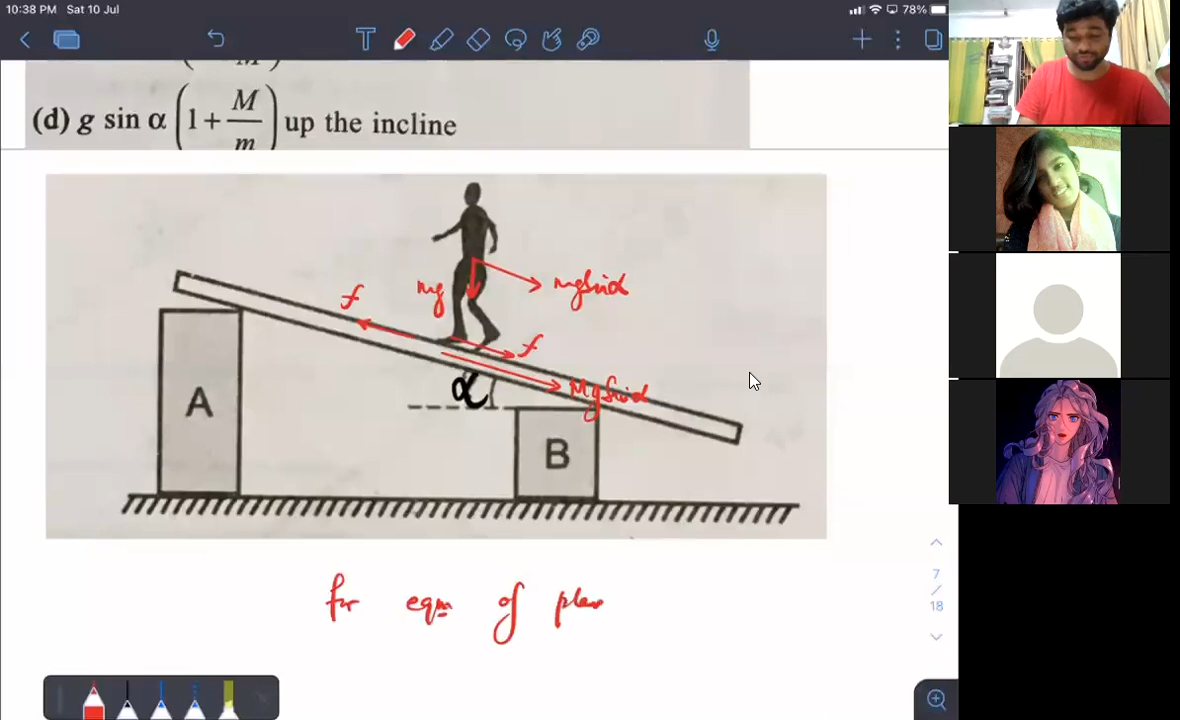 10:38 PM Sat 10 Jul
78%
(d) g sin α (1 + M/m) up the incline
f
mg
mg sin α
f
α
Mg sin α
A
B
for eqm of
7
/
18